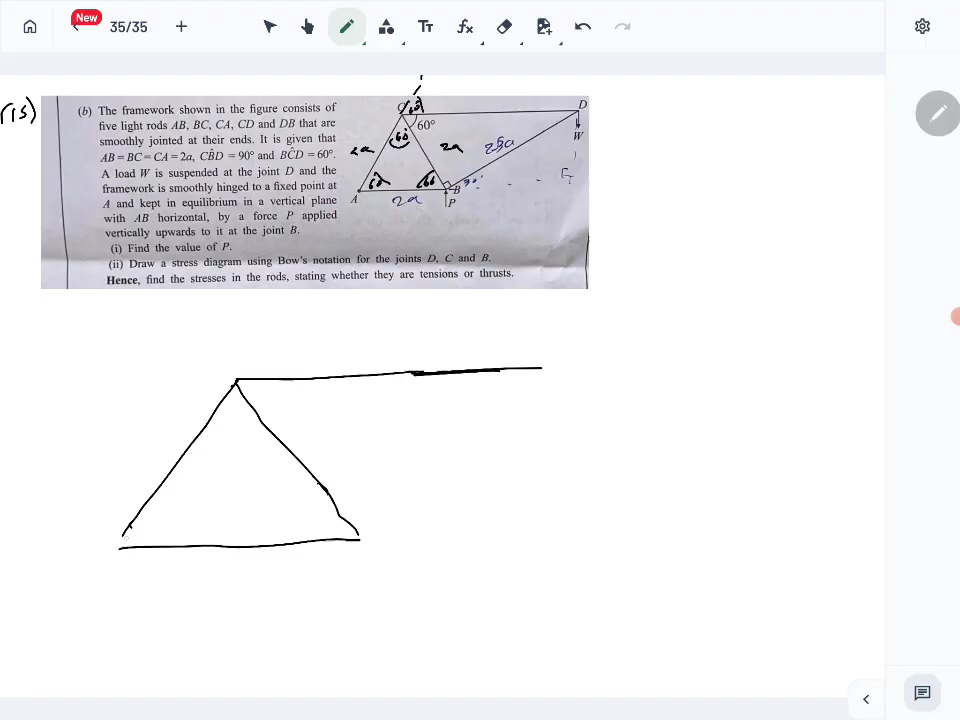 New
35/35
Tт
fx
(15)
(b) The framework shown in the figure consists of
five light rods AB, BC, CA, CD and DB that are
smoothly jointed at their ends. It is given that
AB = BC = CA = 2a, CB̂D = 90° and BĈD = 60°.
A load W is suspended at the joint D and the
framework is smoothly hinged to a fixed point at
A and kept in equilibrium in a vertical plane
with AB horizontal, by a force P applied
vertically upwards to it at the joint B.
(i) Find the value of P.
(ii) Draw a stress diagram using Bow's notation for the joints D, C and B.
Hence, find the stresses in the rods, stating whether they are tensions or thrusts.
C 60° D
60°
60° W
2a 2a 2√3a
60° 60° B 30°
A 2a P